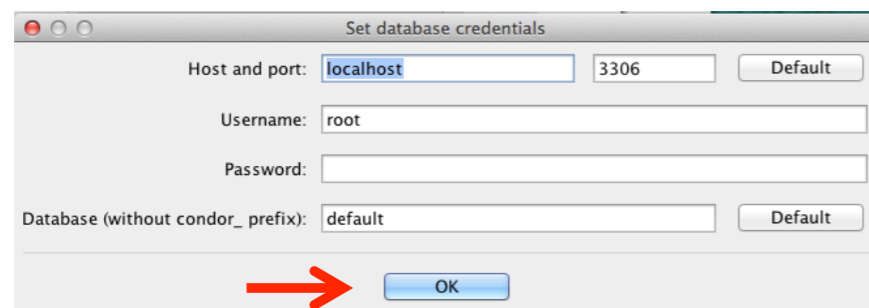 Set database credentials
Host and port: localhost 3306 Default
Username: root
Password:
Database (without condor_ prefix): default Default
OK